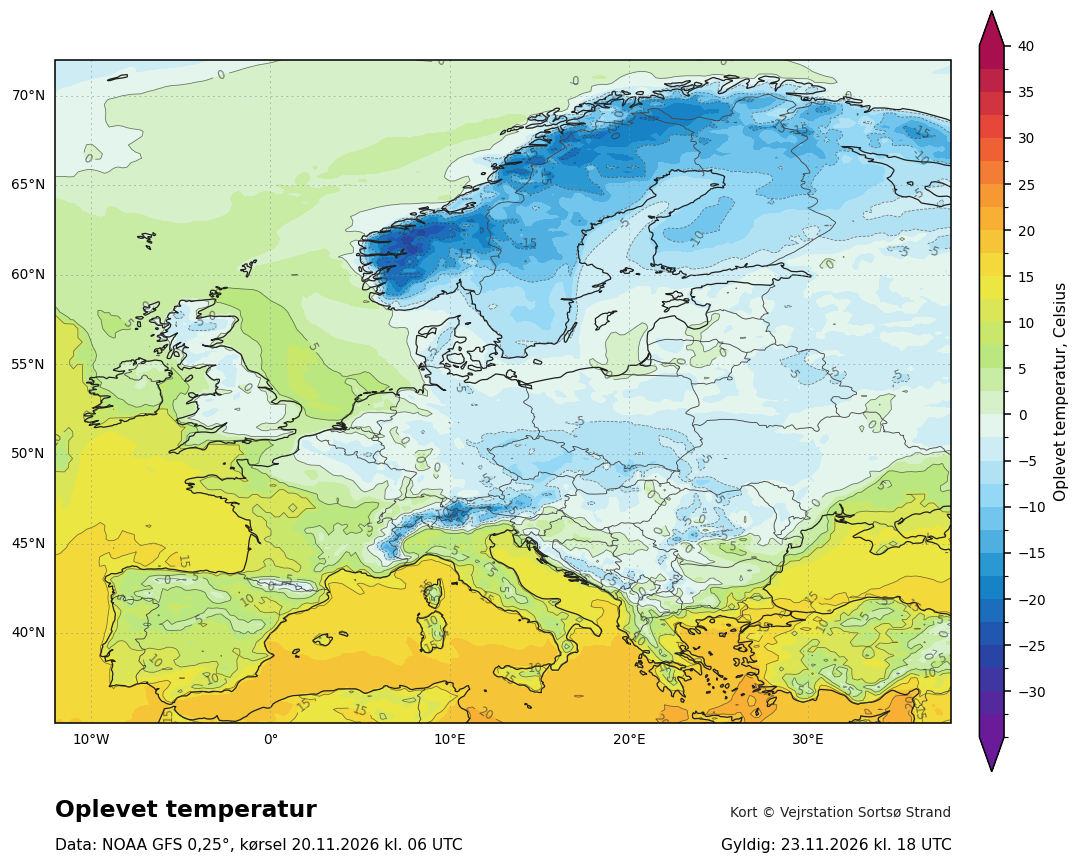 70°N
65°N
60°N
55°N
50°N
45°N
40°N
10°W
0°
10°E
20°E
30°E
40
35
30
25
20
15
10
5
0
−5
−10
−15
−20
−25
−30
Oplevet temperatur, Celsius
Oplevet temperatur
Kort © Vejrstation Sortsø Strand
Data: NOAA GFS 0,25°, kørsel 20.11.2026 kl. 06 UTC
Gyldig: 23.11.2026 kl. 18 UTC